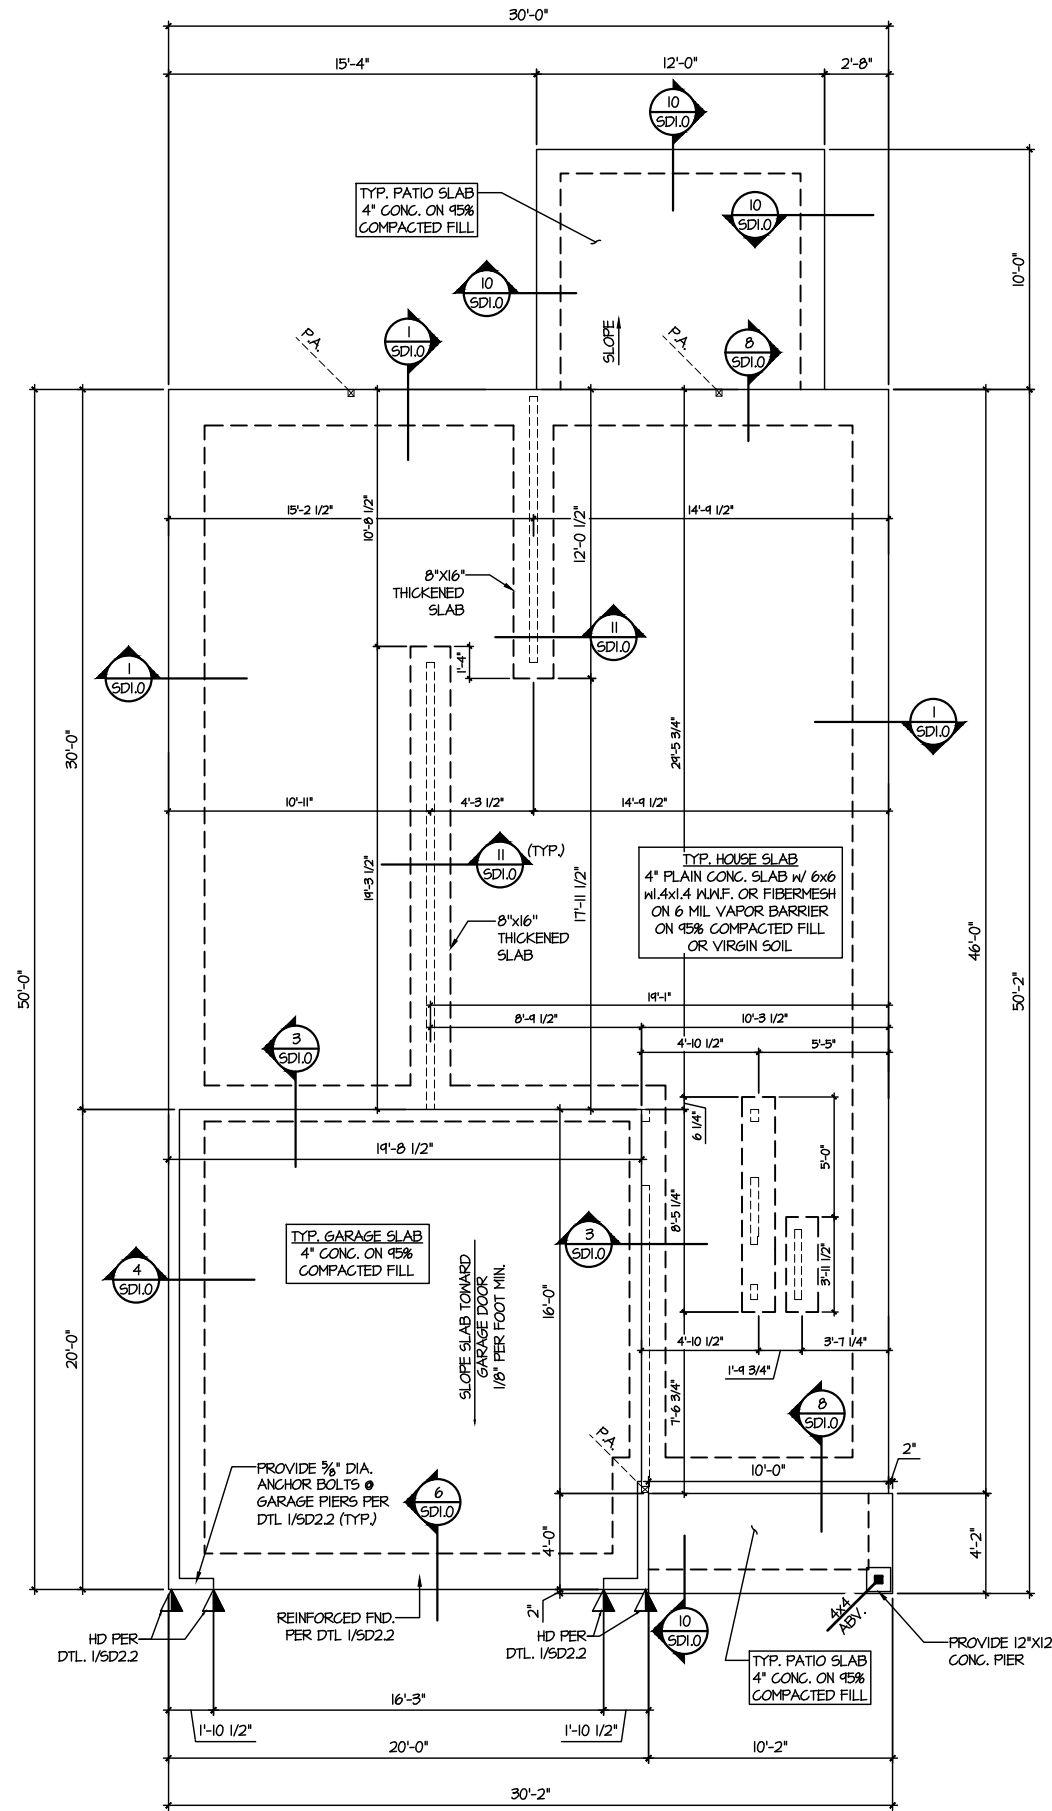 30'-0"
15'-4"
12'-0"
2'-8"
10
SD1.0
TYP. PATIO SLAB
4" CONC. ON 95%
COMPACTED FILL
10
SD1.0
10
SD1.0
10'-0"
P.A.
1
SD1.0
SLOPE
P.A.
8
SD1.0
15'-2 1/2"
10'-8 1/2"
12'-0 1/2"
14'-9 1/2"
8"X16"
THICKENED
SLAB
11
SD1.0
1'-4"
1
SD1.0
1
SD1.0
30'-0"
29'-5 3/4"
10'-11"
4'-3 1/2"
14'-9 1/2"
11
SD1.0
(TYP.)
19'-3 1/2"
17'-11 1/2"
TYP. HOUSE SLAB
4" PLAIN CONC. SLAB W/ 6x6
W1.4x1.4 W.W.F. OR FIBERMESH
ON 6 MIL VAPOR BARRIER
ON 95% COMPACTED FILL
OR VIRGIN SOIL
8"x16"
THICKENED
SLAB
46'-0"
50'-0"
50'-2"
19'-1"
8'-9 1/2"
10'-3 1/2"
3
SD1.0
4'-10 1/2"
5'-5"
6 1/4"
19'-8 1/2"
5'-0"
TYP. GARAGE SLAB
4" CONC. ON 95%
COMPACTED FILL
3
SD1.0
8'-5 1/4"
3'-11 1/2"
4
SD1.0
SLOPE SLAB TOWARD
GARAGE DOOR
1/8" PER FOOT MIN.
16'-0"
20'-0"
4'-10 1/2"
3'-7 1/4"
1'-9 3/4"
7'-6 3/4"
8
SD1.0
P.A.
2"
10'-0"
PROVIDE 5/8" DIA.
ANCHOR BOLTS @
GARAGE PIERS PER
DTL 1/SD2.2 (TYP.)
6
SD1.0
4'-0"
4'-2"
2"
4x4
ABV.
REINFORCED FND.
PER DTL 1/SD2.2
HD PER
DTL. 1/SD2.2
HD PER
DTL. 1/SD2.2
10
SD1.0
PROVIDE 12"X12
CONC. PIER
TYP. PATIO SLAB
4" CONC. ON 95%
COMPACTED FILL
16'-3"
1'-10 1/2"
1'-10 1/2"
20'-0"
10'-2"
30'-2"